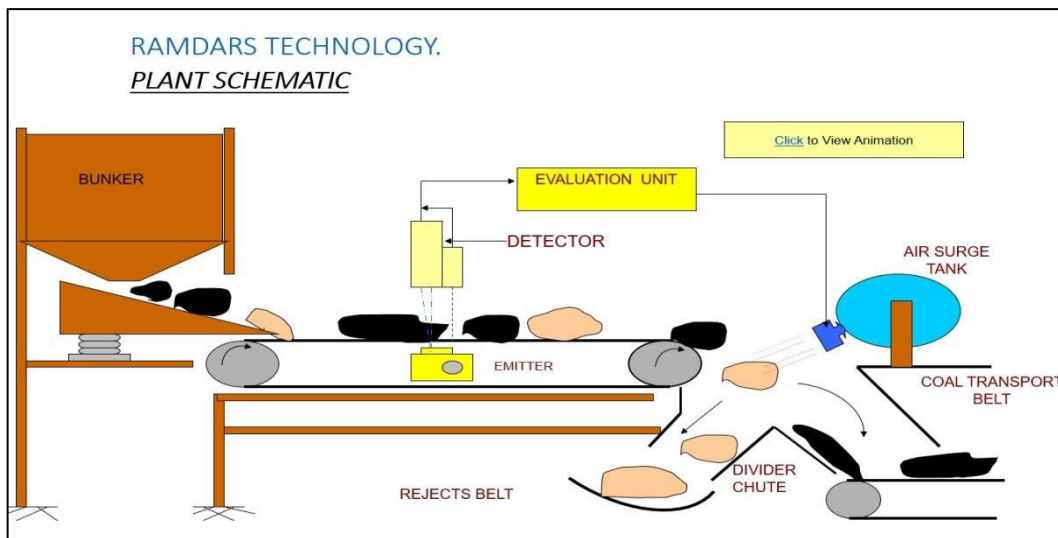 RAMDARS TECHNOLOGY.
PLANT SCHEMATIC
Click to View Animation
BUNKER
EVALUATION UNIT
DETECTOR
AIR SURGE
TANK
EMITTER
COAL TRANSPORT
BELT
REJECTS BELT
DIVIDER
CHUTE